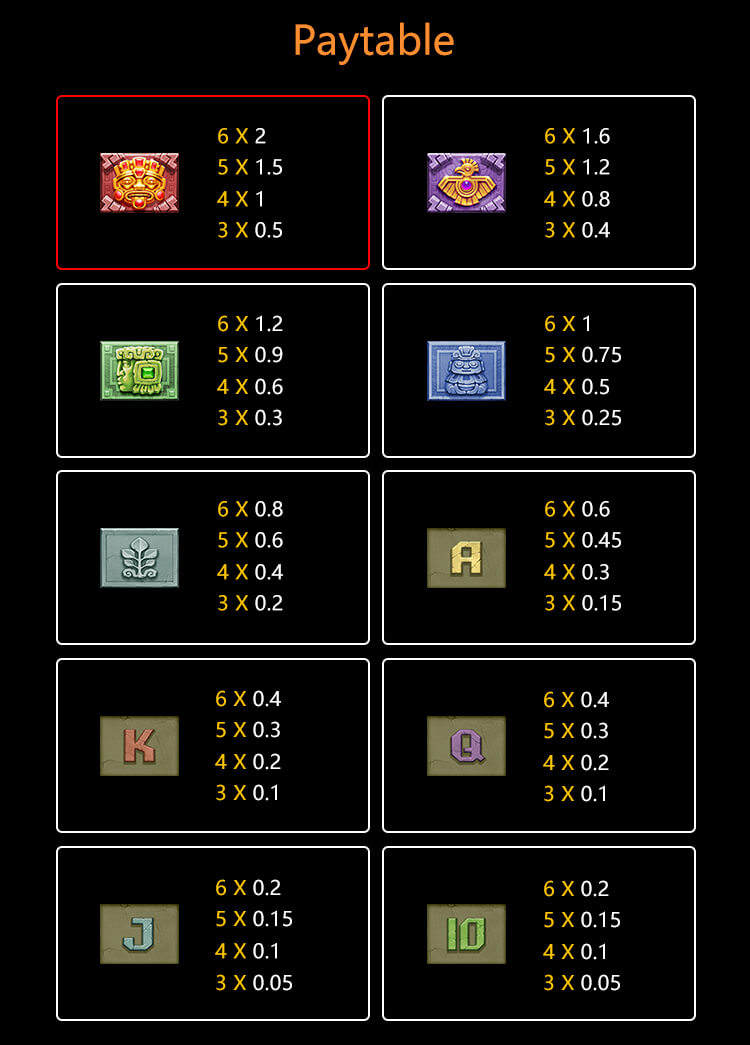 Paytable
6 X 2
5 X 1.5
4 X 1
3 X 0.5
6 X 1.6
5 X 1.2
4 X 0.8
3 X 0.4
6 X 1.2
5 X 0.9
4 X 0.6
3 X 0.3
6 X 1
5 X 0.75
4 X 0.5
3 X 0.25
6 X 0.8
5 X 0.6
4 X 0.4
3 X 0.2
A
6 X 0.6
5 X 0.45
4 X 0.3
3 X 0.15
K
6 X 0.4
5 X 0.3
4 X 0.2
3 X 0.1
Q
6 X 0.4
5 X 0.3
4 X 0.2
3 X 0.1
J
6 X 0.2
5 X 0.15
4 X 0.1
3 X 0.05
10
6 X 0.2
5 X 0.15
4 X 0.1
3 X 0.05